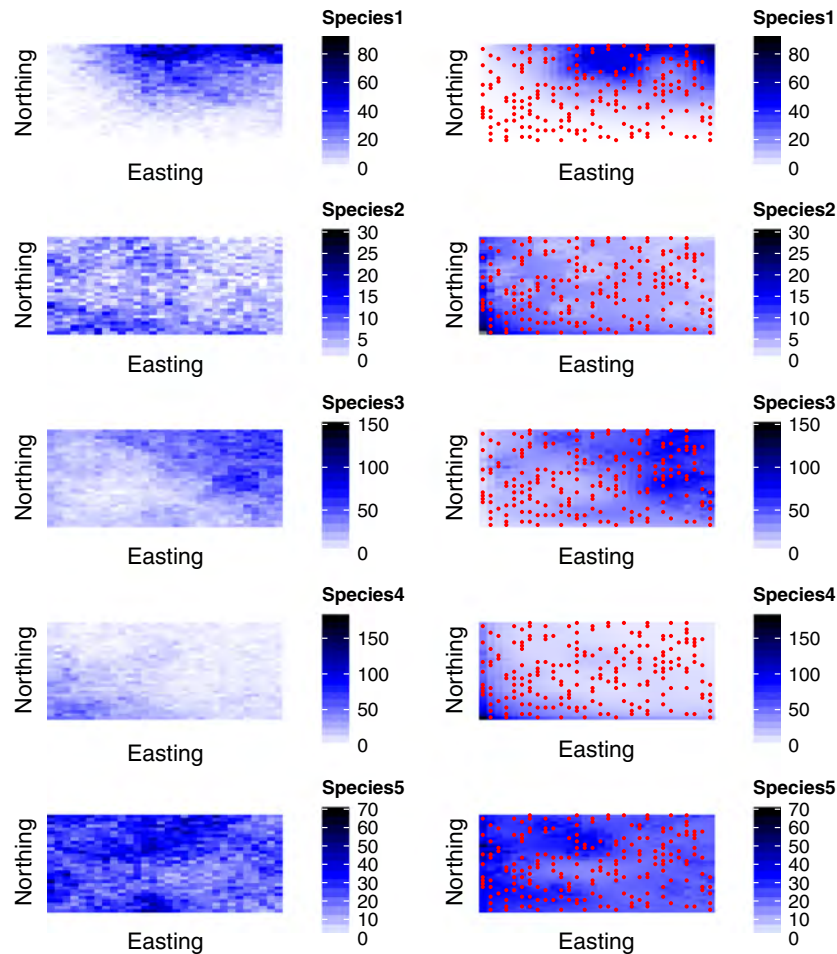 Species1
Northing
80
60
40
20
0
Easting
Species1
Northing
80
60
40
20
0
Easting
Species2
Northing
30
25
20
15
10
5
0
Easting
Species2
Northing
30
25
20
15
10
5
0
Easting
Species3
Northing
150
100
50
0
Easting
Species3
Northing
150
100
50
0
Easting
Species4
Northing
150
100
50
0
Easting
Species4
Northing
150
100
50
0
Easting
Species5
Northing
70
60
50
40
30
20
10
0
Easting
Species5
Northing
70
60
50
40
30
20
10
0
Easting